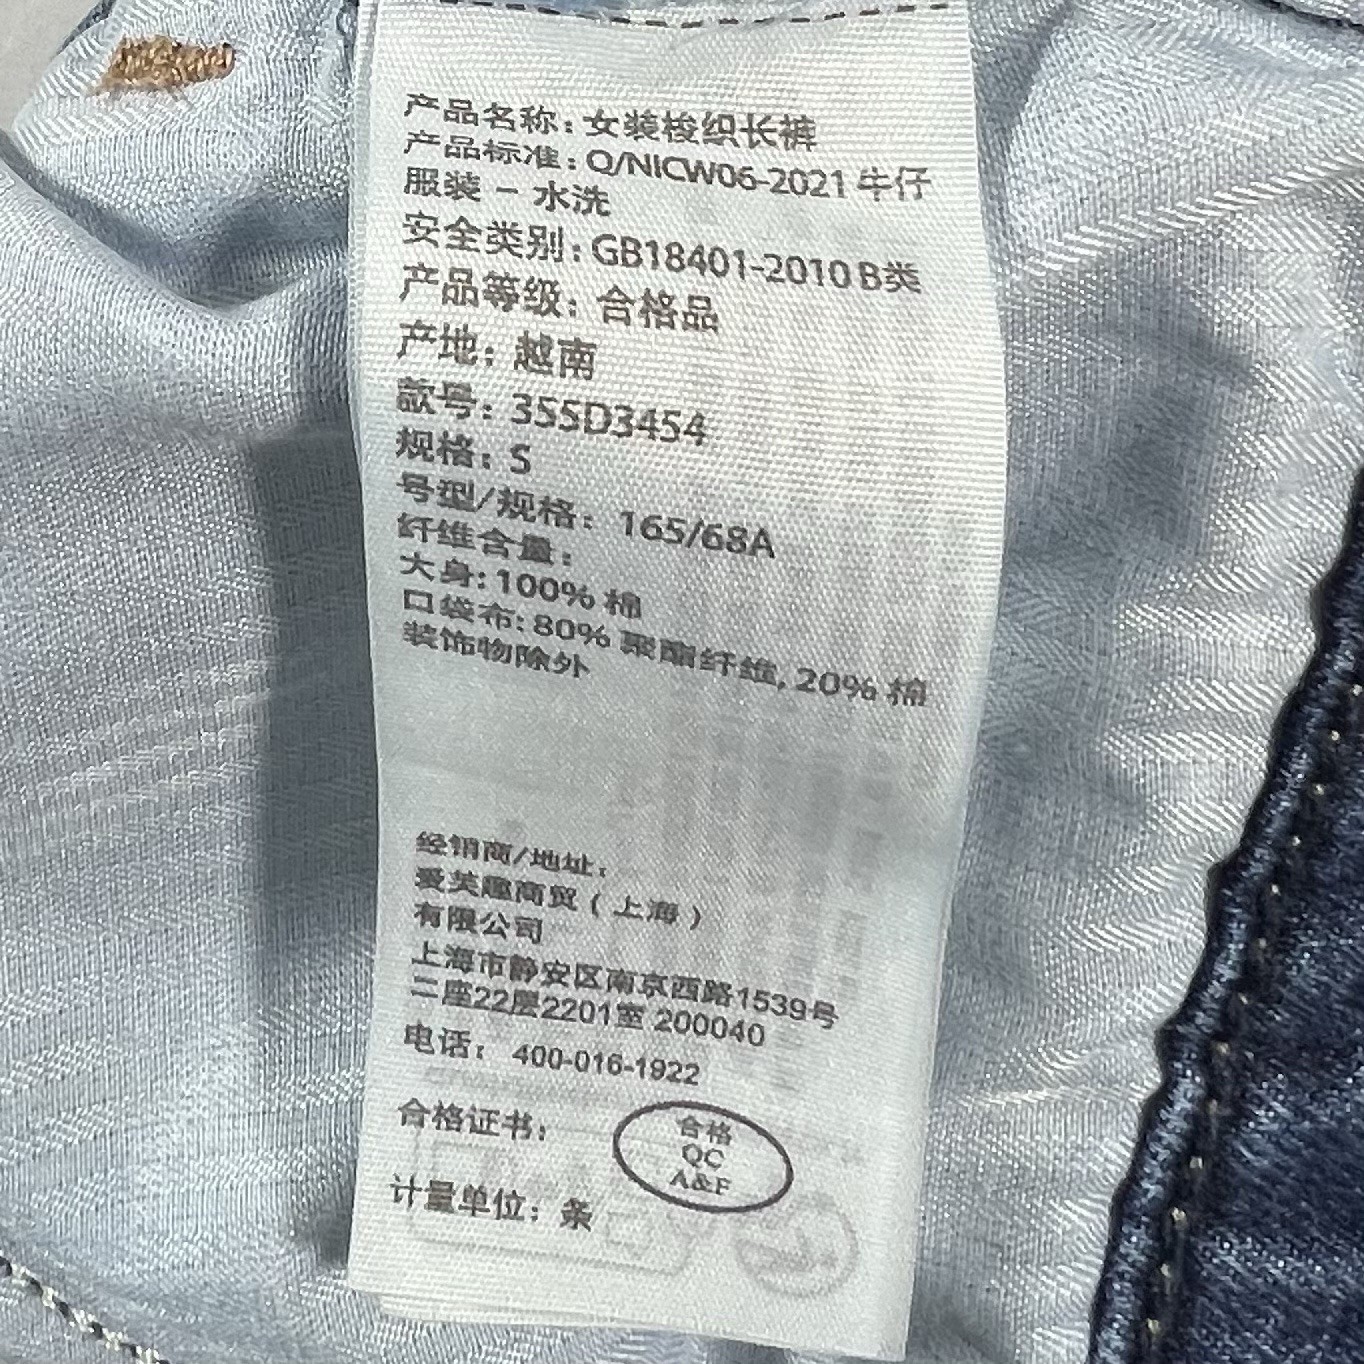 产品名称：女装梭织长裤
产品标准：Q/NICW06-2021 牛仔
服装 – 水洗
安全类别：GB18401-2010 B类
产品等级：合格品
产地：越南
款号：355D3454
规格：S
号型/规格：165/68A
纤维含量：
大身：100% 棉
口袋布：80% 聚酯纤维, 20% 棉
装饰物除外
经销商/地址：
爱芙趣商贸（上海）
有限公司
上海市静安区南京西路1539号
二座22层2201室 200040
电话：400-016-1922
合格证书：
合格
QC
A&F
计量单位：条